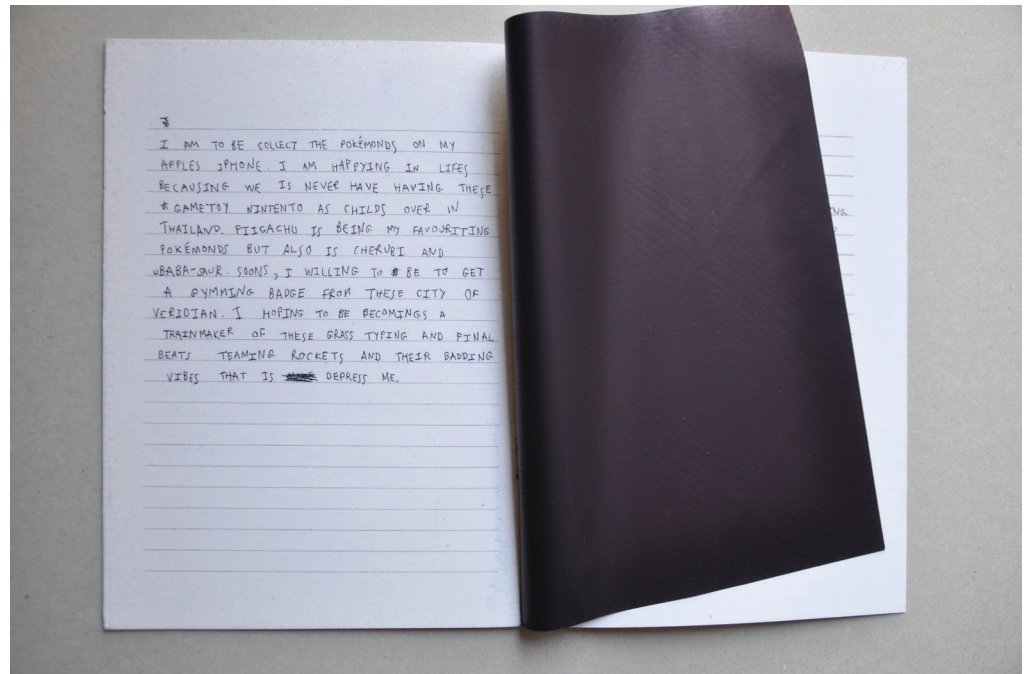 I AM TO BE COLLECT THE POKÉMONDS ON MY
APPLES IPHONE. I AM HAPPYING IN LIFES
BECAUSING WE IS NEVER HAVE HAVING THESE
GAMETOY NINTENTO AS CHILDS OVER IN
THAILAND. PIIGACHU IS BEING MY FAVOURITING
POKÉMONDS BUT ALSO IS CHERUBI AND
UBABA-SAUR. SOONS, I WILLING TO BE TO GET
A GYMMING BADGE FROM THESE CITY OF
VERIDIAN. I HOPING TO BE BECOMINGS A
TRAINMAKER OF THESE GRASS TYPING AND FINAL
BEATS TEAMING ROCKETS AND THEIR BADDING
VIBES THAT IS DEPRESS ME.